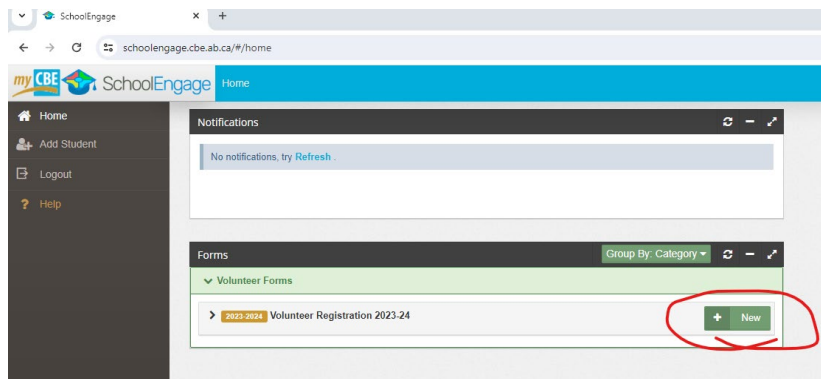 SchoolEngage
schoolengage.cbe.ab.ca/#/home
my CBE SchoolEngage Home
Home
Add Student
Logout
Help
Notifications
No notifications, try Refresh .
Forms Group By: Category
Volunteer Forms
2023-2024 Volunteer Registration 2023-24
+ New